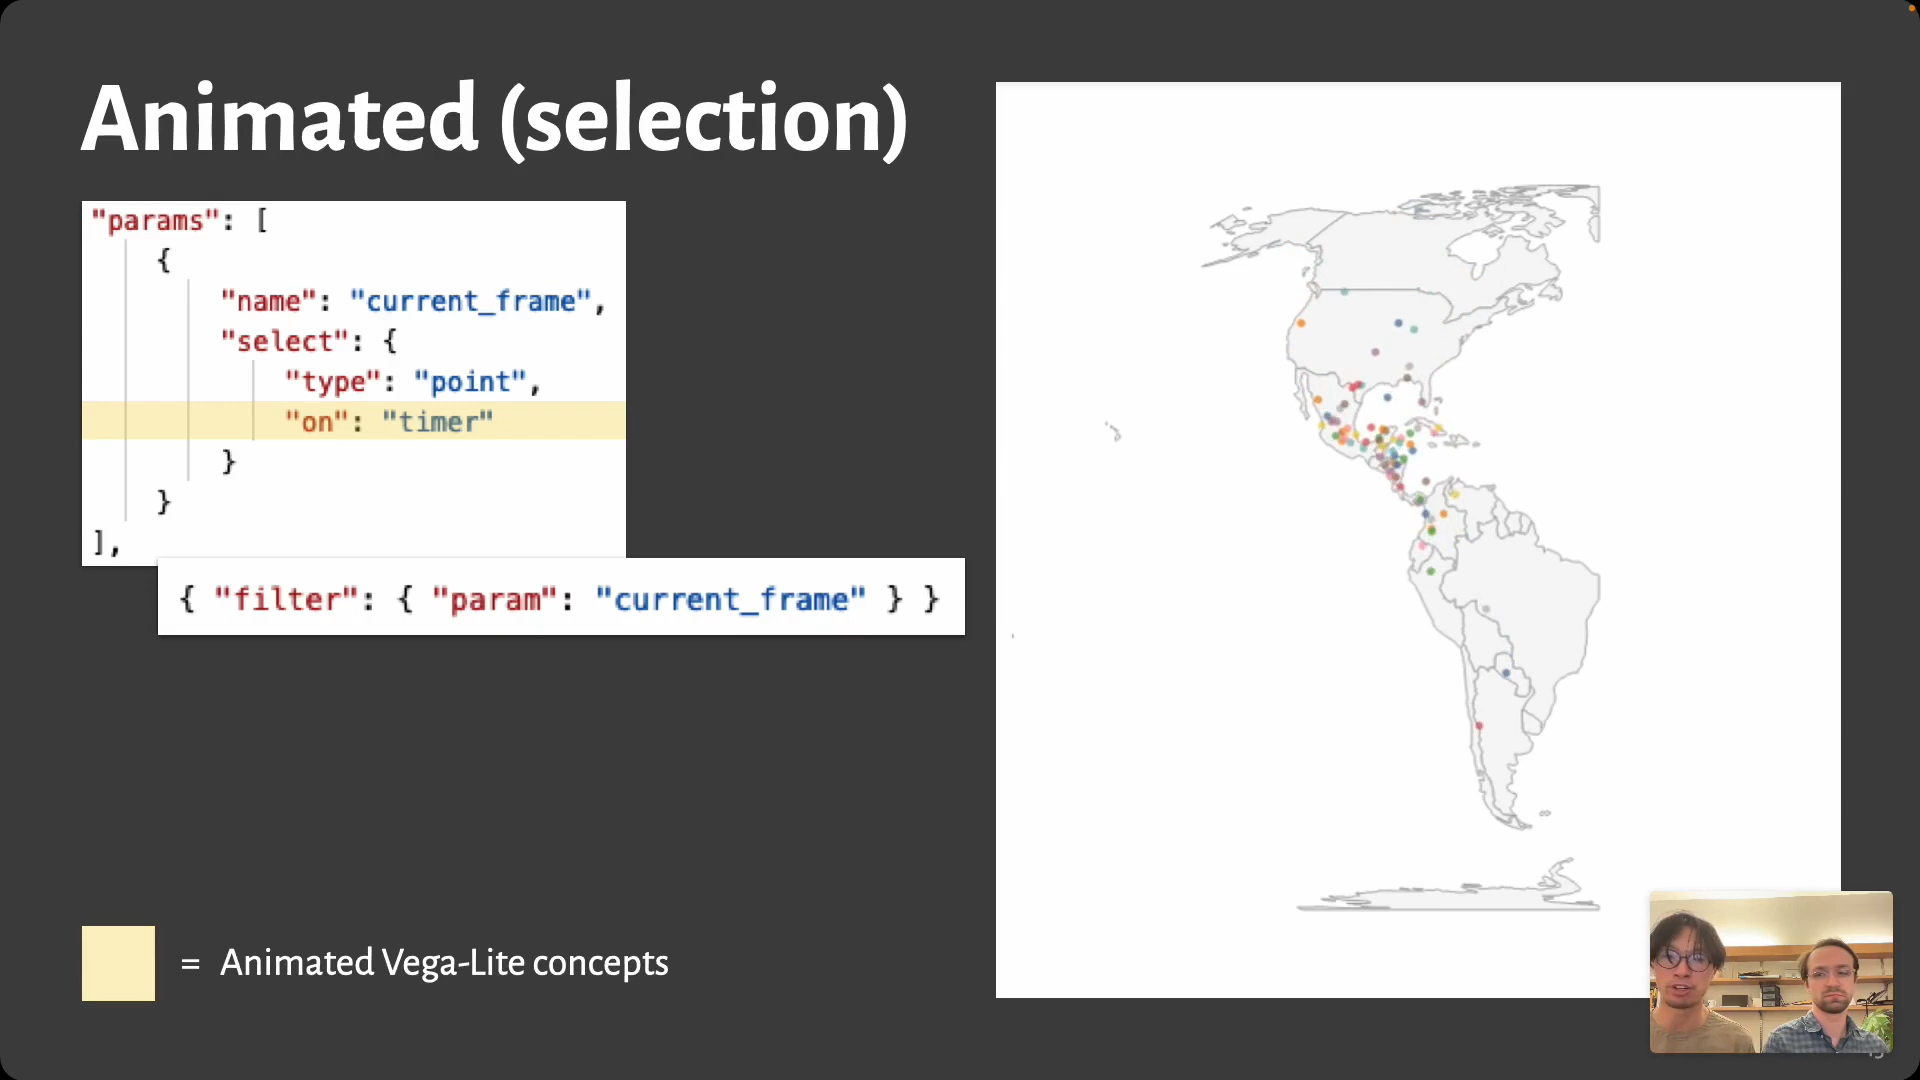 Animated (selection)
"params": [
{
"name": "current_frame",
"select": {
"type": "point",
"on": "timer"
}
}
],
{ "filter": { "param": "current_frame" } }
= Animated Vega-Lite concepts